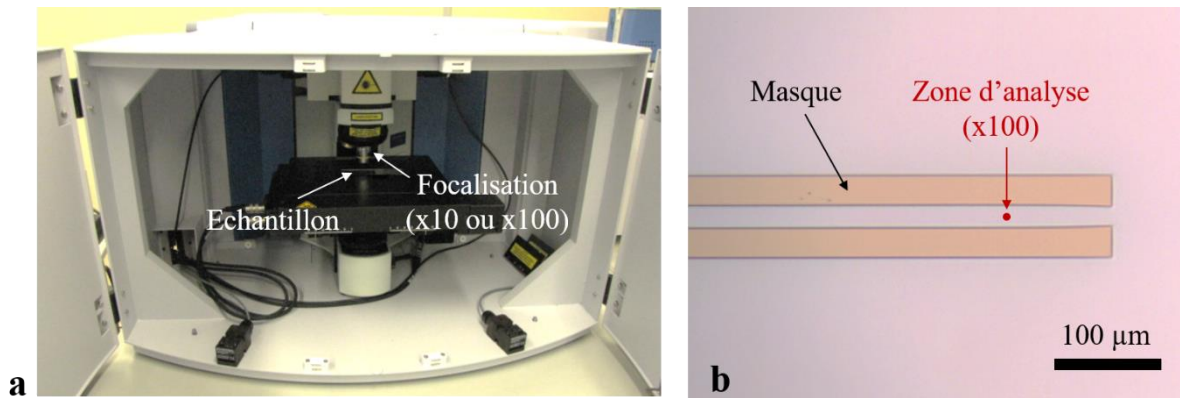 Echantillon
Focalisation
(x10 ou x100)
a
Masque
Zone d'analyse
(x100)
100 µm
b